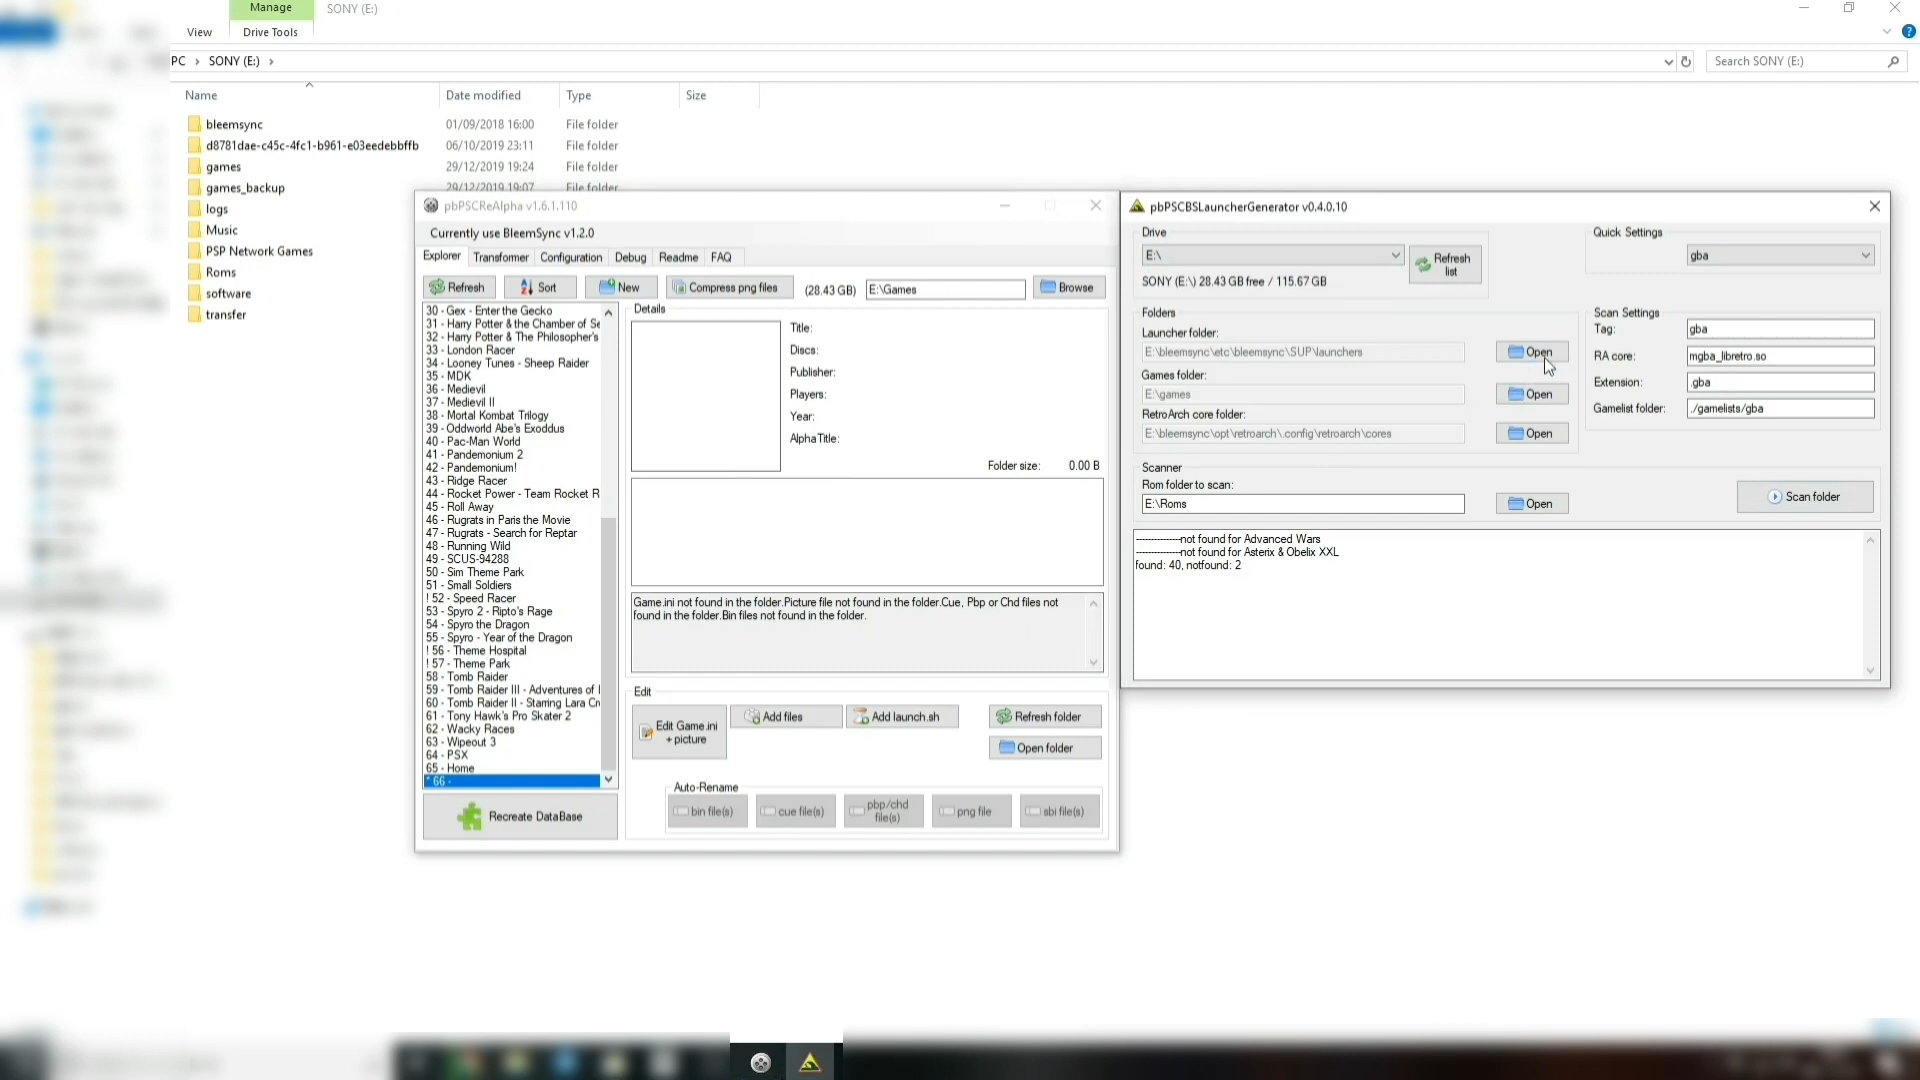 Manage
SONY (E:)
View
Drive Tools
PC › SONY (E:) ›
Search SONY (E:)
Name
Date modified
Type
Size
bleemsync 01/09/2018 16:00 File folder
d8781dae-c45c-4fc1-b961-e03eedebbffb 06/10/2019 23:11 File folder
games 29/12/2019 19:24 File folder
games_backup 29/12/2019 19:07 File folder
logs
Music
PSP Network Games
Roms
software
transfer
pbPSCReAlpha v1.6.1.110
Currently use BleemSync v1.2.0
Explorer Transformer Configuration Debug Readme FAQ
Refresh Sort New Compress png files (28.43 GB) E:\Games Browse
30 - Gex - Enter the Gecko
31 - Harry Potter & the Chamber of Se
32 - Harry Potter & The Philosopher's
33 - London Racer
34 - Looney Tunes - Sheep Raider
35 - MDK
36 - Medievil
37 - Medievil II
38 - Mortal Kombat Trilogy
39 - Oddworld Abe's Exoddus
40 - Pac-Man World
41 - Pandemonium 2
42 - Pandemonium!
43 - Ridge Racer
44 - Rocket Power - Team Rocket R
45 - Roll Away
46 - Rugrats in Paris the Movie
47 - Rugrats - Search for Reptar
48 - Running Wild
49 - SCUS-94288
50 - Sim Theme Park
51 - Small Soldiers
! 52 - Speed Racer
53 - Spyro 2 - Ripto's Rage
54 - Spyro the Dragon
55 - Spyro - Year of the Dragon
! 56 - Theme Hospital
! 57 - Theme Park
58 - Tomb Raider
59 - Tomb Raider III - Adventures of l
60 - Tomb Raider II - Starring Lara Cr
61 - Tony Hawk's Pro Skater 2
62 - Wacky Races
63 - Wipeout 3
64 - PSX
65 - Home
* 66 -
Recreate DataBase
Details
Title:
Discs:
Publisher:
Players:
Year:
AlphaTitle:
Folder size: 0.00 B
Game.ini not found in the folder.Picture file not found in the folder.Cue, Pbp or Chd files not
found in the folder.Bin files not found in the folder.
Edit
Edit Game.ini
+ picture
Add files
Add launch.sh
Refresh folder
Open folder
Auto-Rename
bin file(s)
cue file(s)
pbp/chd
file(s)
png file
sbi file(s)
pbPSCBSLauncherGenerator v0.4.0.10
Drive
E:\
Refresh
list
SONY (E:\) 28.43 GB free / 115.67 GB
Quick Settings
gba
Folders
Launcher folder:
E:\bleemsync\etc\bleemsync\SUP\launchers
Open
Games folder:
E:\games
Open
RetroArch core folder:
E:\bleemsync\opt\retroarch\.config\retroarch\cores
Open
Scan Settings
Tag: gba
RA core: mgba_libretro.so
Extension: .gba
Gamelist folder: ./gamelists/gba
Scanner
Rom folder to scan:
E:\Roms
Open
Scan folder
---------------not found for Advanced Wars
---------------not found for Asterix & Obelix XXL
found: 40, notfound: 2